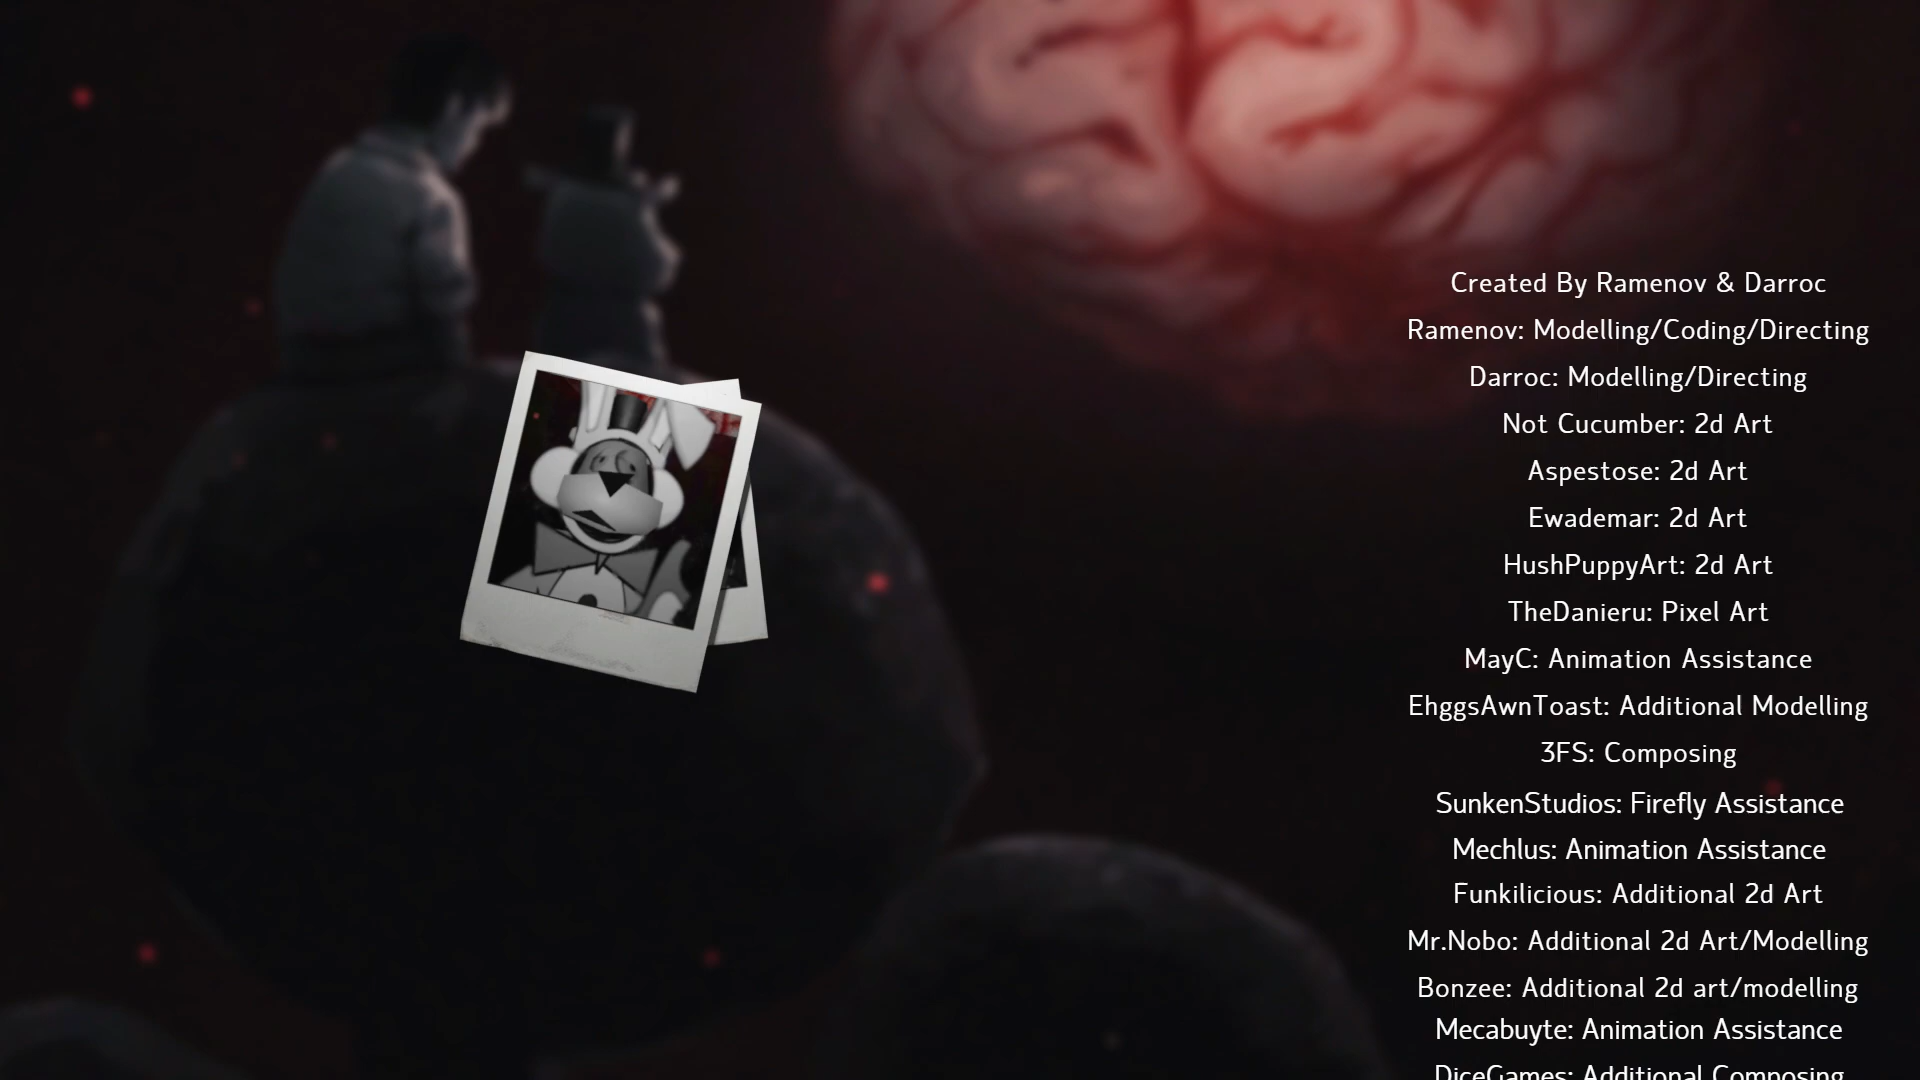 Created By Ramenov & Darroc
Ramenov: Modelling/Coding/Directing
Darroc: Modelling/Directing
Not Cucumber: 2d Art
Aspestose: 2d Art
Ewademar: 2d Art
HushPuppyArt: 2d Art
TheDanieru: Pixel Art
MayC: Animation Assistance
EhggsAwnToast: Additional Modelling
3FS: Composing
SunkenStudios: Firefly Assistance
Mechlus: Animation Assistance
Funkilicious: Additional 2d Art
Mr.Nobo: Additional 2d Art/Modelling
Bonzee: Additional 2d art/modelling
Mecabuyte: Animation Assistance
DiceGames: Additional Composing